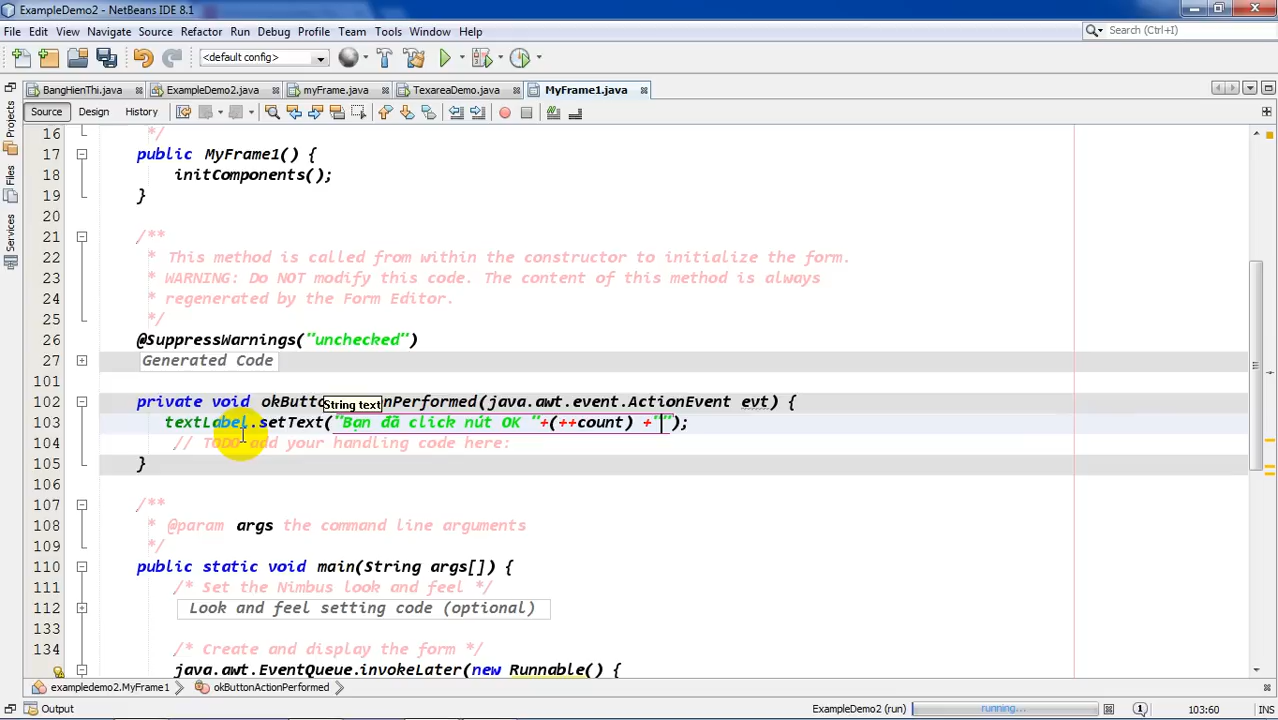 ExampleDemo2 - NetBeans IDE 8.1
File Edit View Navigate Source Refactor Run Debug Profile Team Tools Window Help
Search (Ctrl+I)
<default config>
BangHienThi.java ExampleDemo2.java myFrame.java TexareaDemo.java MyFrame1.java
Source Design History
Projects
Files
Services
16 */
17 public MyFrame1() {
18 initComponents();
19 }
20
21 /**
22 * This method is called from within the constructor to initialize the form.
23 * WARNING: Do NOT modify this code. The content of this method is always
24 * regenerated by the Form Editor.
25 */
26 @SuppressWarnings("unchecked")
27 Generated Code
101
String text
102 private void okButto nPerformed(java.awt.event.ActionEvent evt) {
103 textLabel.setText("Bạn đã click nút OK "+(++count) + "");
104 // TODO add your handling code here:
105 }
106
107 /**
108 * @param args the command line arguments
109 */
110 public static void main(String args[]) {
111 /* Set the Nimbus look and feel */
112 Look and feel setting code (optional)
133
134 /* Create and display the form */
java.awt.EventQueue.invokeLater(new Runnable() {
exampledemo2.MyFrame1 okButtonActionPerformed
Output ExampleDemo2 (run) running... 1 103:60 INS